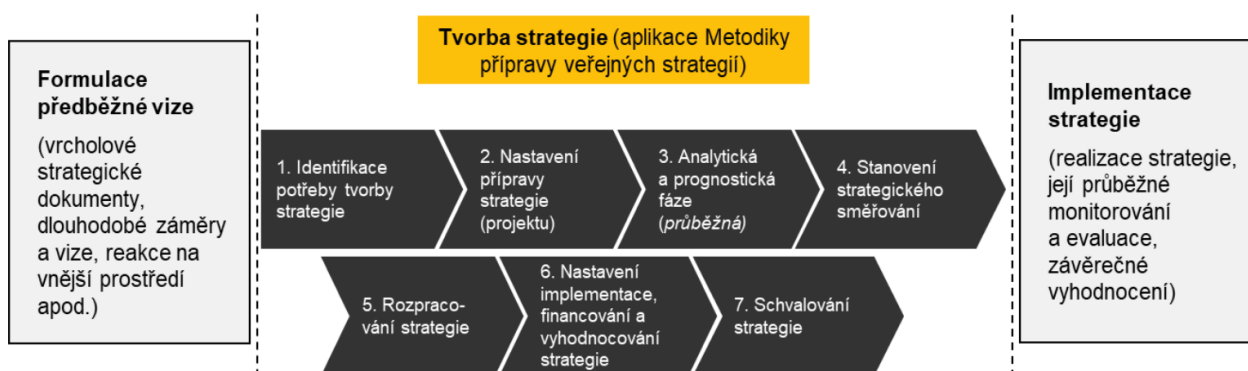 Formulace
předběžné vize
(vrcholové
strategické
dokumenty,
dlouhodobé záměry
a vize, reakce na
vnější prostředí
apod.)
Tvorba strategie (aplikace Metodiky
přípravy veřejných strategií)
1. Identifikace
potřeby tvorby
strategie
2. Nastavení
přípravy
strategie
(projektu)
3. Analytická
a prognostická
fáze
(průběžná)
4. Stanovení
strategického
směřování
5. Rozpraco-
vání strategie
6. Nastavení
implementace,
financování a
vyhodnocování
strategie
7. Schvalování
strategie
Implementace
strategie
(realizace strategie,
její průběžné
monitorování
a evaluace,
závěrečné
vyhodnocení)